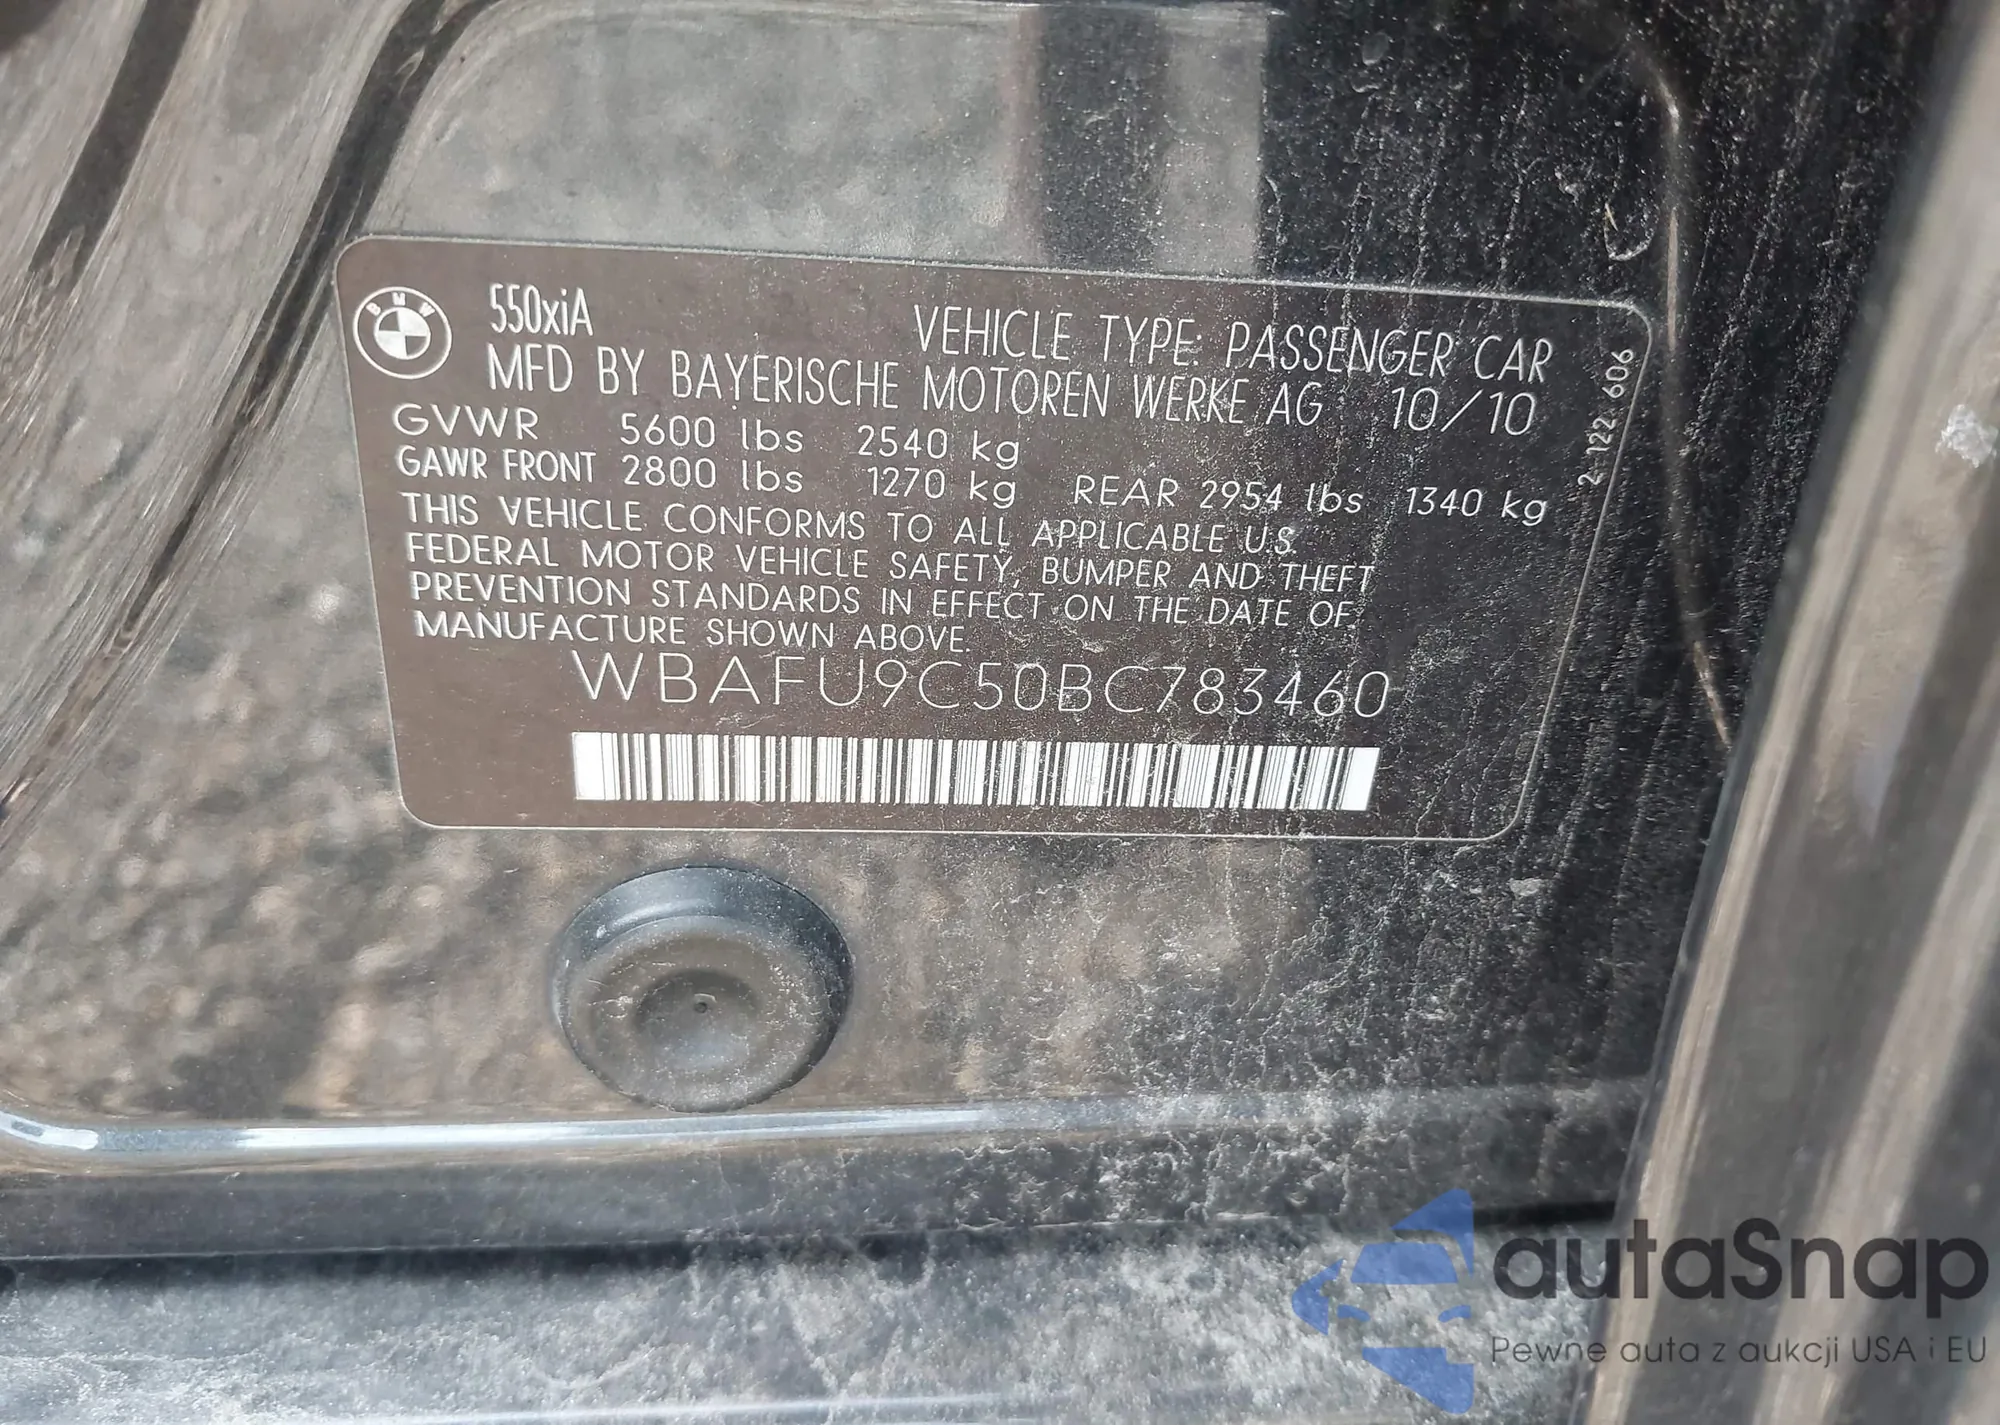 BMW
550xiA
VEHICLE TYPE: PASSENGER CAR
MFD BY BAYERISCHE MOTOREN WERKE AG 10/10
GVWR 5600 lbs 2540 kg
GAWR FRONT 2800 lbs 1270 kg REAR 2954 lbs 1340 kg
THIS VEHICLE CONFORMS TO ALL APPLICABLE U.S.
FEDERAL MOTOR VEHICLE SAFETY, BUMPER AND THEFT
PREVENTION STANDARDS IN EFFECT ON THE DATE OF
MANUFACTURE SHOWN ABOVE.
WBAFU9C50BC783460
2 122 606
autaSnap
Pewne auta z aukcji USA i EU